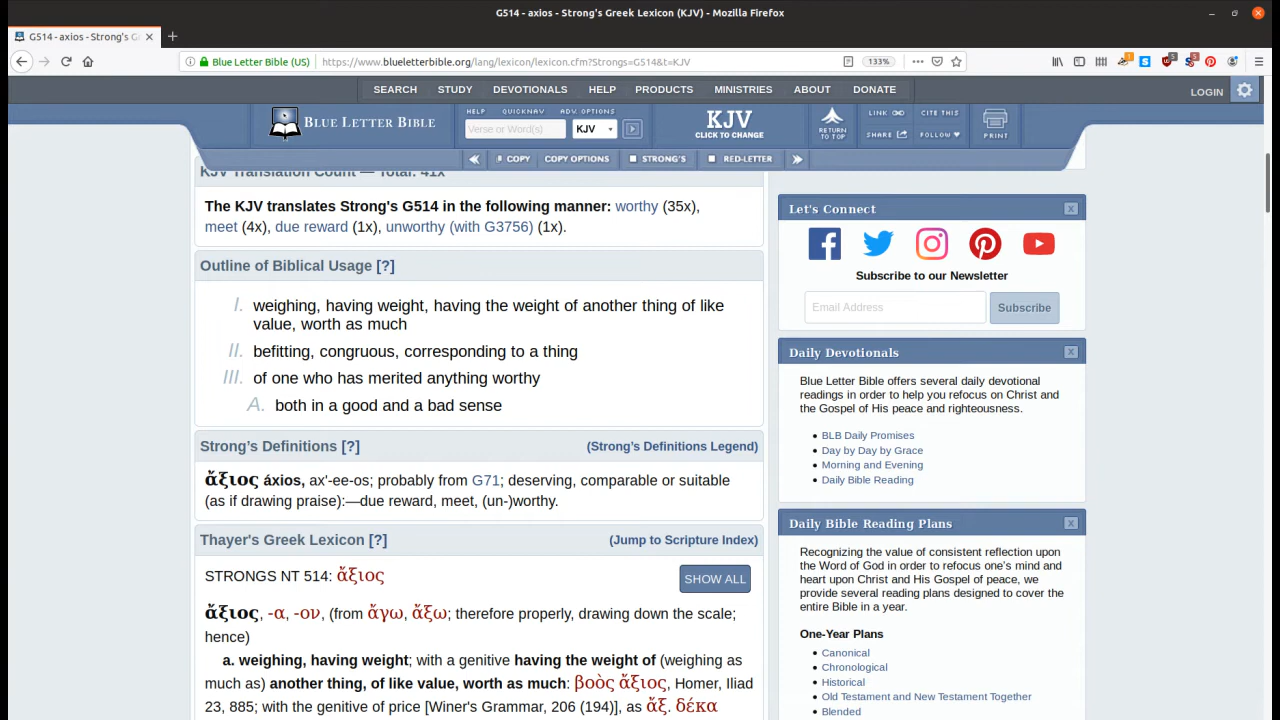 G514 - axios - Strong's Greek Lexicon (KJV) - Mozilla Firefox
G514 - axios - Strong's G
Blue Letter Bible (US)
https://www.blueletterbible.org/lang/lexicon/lexicon.cfm?Strongs=G514&t=KJV
133%
SEARCH STUDY DEVOTIONALS HELP PRODUCTS MINISTRIES ABOUT DONATE
LOGIN
BLUE LETTER BIBLE
HELP QUICKNAV ADV. OPTIONS
Verse or Word(s)
KJV
KJV
CLICK TO CHANGE
RETURN
TO TOP
LINK CITE THIS
SHARE FOLLOW
PRINT
COPY COPY OPTIONS STRONG'S RED-LETTER
KJV Translation Count — Total: 41x
The KJV translates Strong's G514 in the following manner: worthy (35x),
meet (4x), due reward (1x), unworthy (with G3756) (1x).
Outline of Biblical Usage [?]
I. weighing, having weight, having the weight of another thing of like
value, worth as much
II. befitting, congruous, corresponding to a thing
III. of one who has merited anything worthy
A. both in a good and a bad sense
Strong’s Definitions [?]
(Strong’s Definitions Legend)
ἄξιος áxios, ax'-ee-os; probably from G71; deserving, comparable or suitable
(as if drawing praise):—due reward, meet, (un-)worthy.
Thayer's Greek Lexicon [?]
(Jump to Scripture Index)
STRONGS NT 514: ἄξιος
SHOW ALL
ἄξιος, -α, -ον, (from ἄγω, ἄξω; therefore properly, drawing down the scale;
hence)
a. weighing, having weight; with a genitive having the weight of (weighing as
much as) another thing, of like value, worth as much: βοὸς ἄξιος, Homer, Iliad
23, 885; with the genitive of price [Winer's Grammar, 206 (194)], as ἄξ. δέκα
Let's Connect
Subscribe to our Newsletter
Email Address
Subscribe
Daily Devotionals
Blue Letter Bible offers several daily devotional
readings in order to help you refocus on Christ and
the Gospel of His peace and righteousness.
• BLB Daily Promises
• Day by Day by Grace
• Morning and Evening
• Daily Bible Reading
Daily Bible Reading Plans
Recognizing the value of consistent reflection upon
the Word of God in order to refocus one's mind and
heart upon Christ and His Gospel of peace, we
provide several reading plans designed to cover the
entire Bible in a year.
One-Year Plans
• Canonical
• Chronological
• Historical
• Old Testament and New Testament Together
• Blended